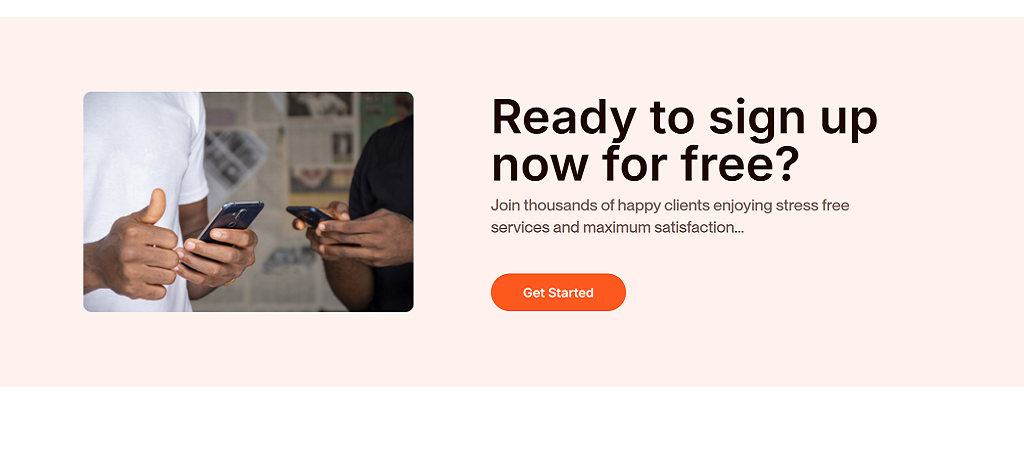 Ready to sign up
now for free?
Join thousands of happy clients enjoying stress free
services and maximum satisfaction...
Get Started